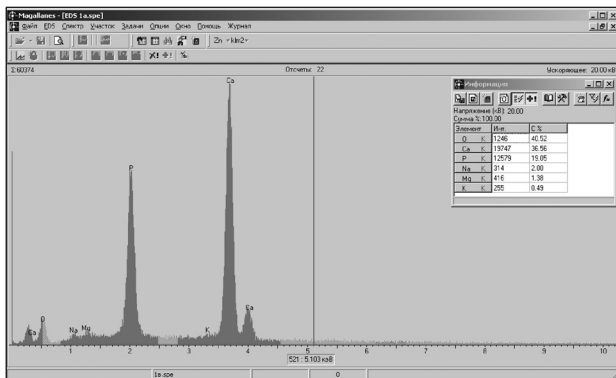 Magallanes - [EDS 1a.spe]
Файл EDS Спектр Участок Задачи Опции Окно Помощь Журнал
Zn klm2
Σ:60374 Отсчеты: 22 Ускоряющее: 20.00 кВ
Ca
P
Ca
O
Na
Mg
K
Ca
Информация
Напряжение (кВ): 20.00
Сумма %:100.00
Элемент Инт. С %
O K 1246 40.52
Ca K 19747 36.56
P K 12579 19.05
Na K 314 2.00
Mg K 416 1.38
K K 255 0.49
1 2 3 4 5 6 7 8 9 10
521 : 5.103 кэВ
1a.spe 0